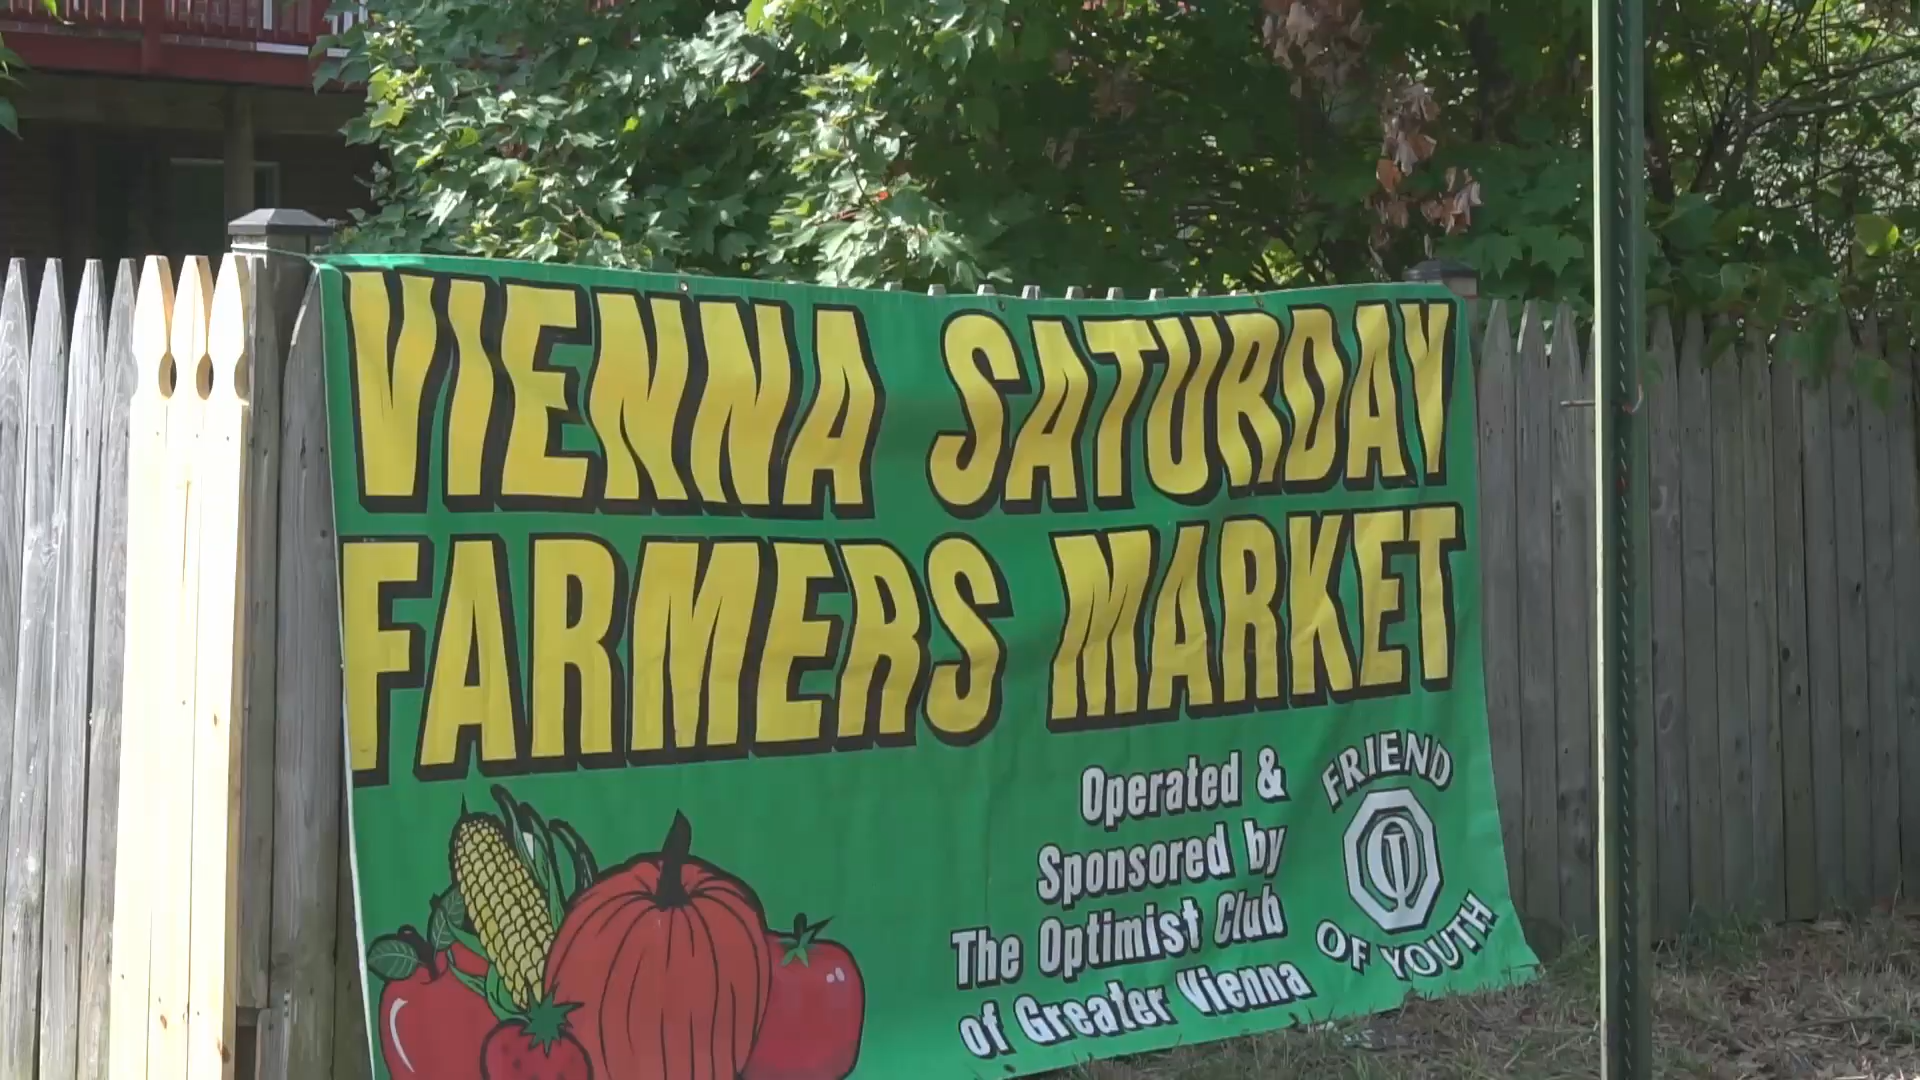 VIENNA SATURDAY
FARMERS MARKET
Operated &
Sponsored by
The Optimist Club
of Greater Vienna
FRIEND
OI
OF YOUTH